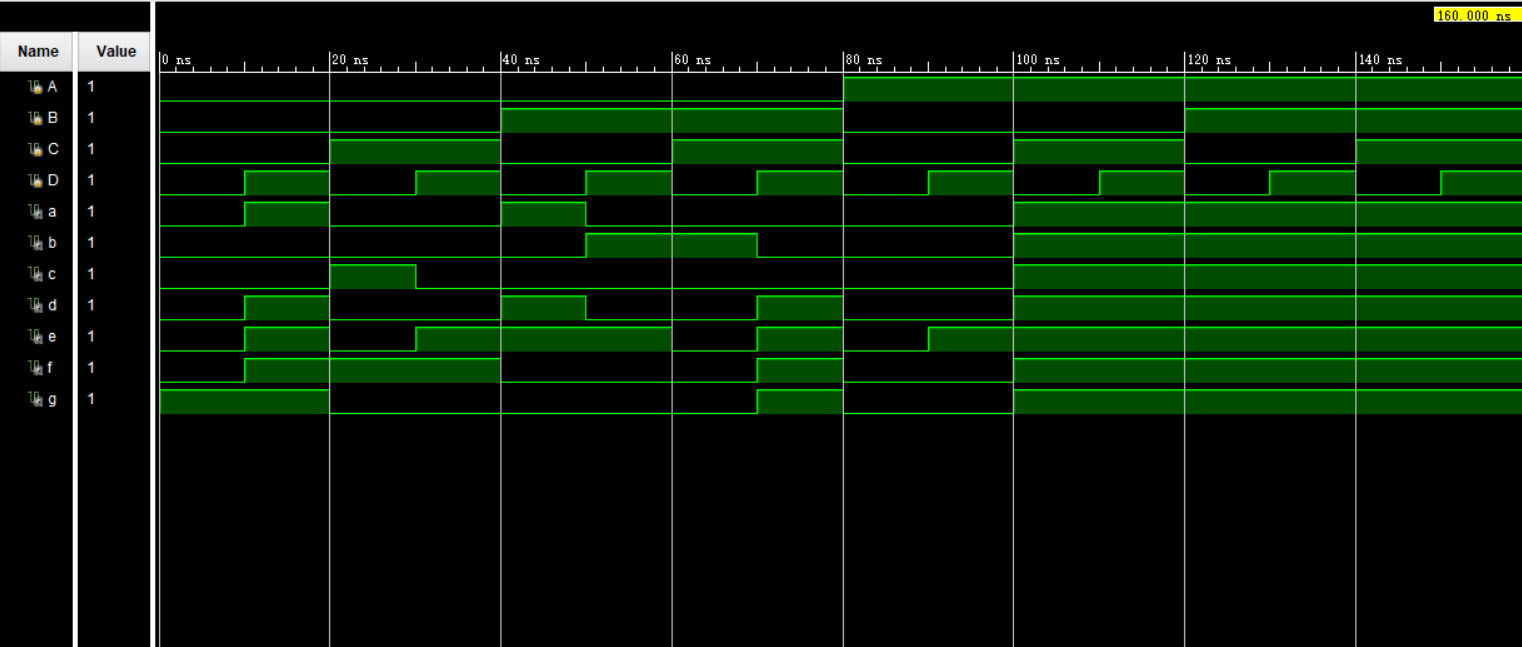 160.000 ns
Name Value
0 ns 20 ns 40 ns 60 ns 80 ns 100 ns 120 ns 140 ns
A 1
B 1
C 1
D 1
a 1
b 1
c 1
d 1
e 1
f 1
g 1